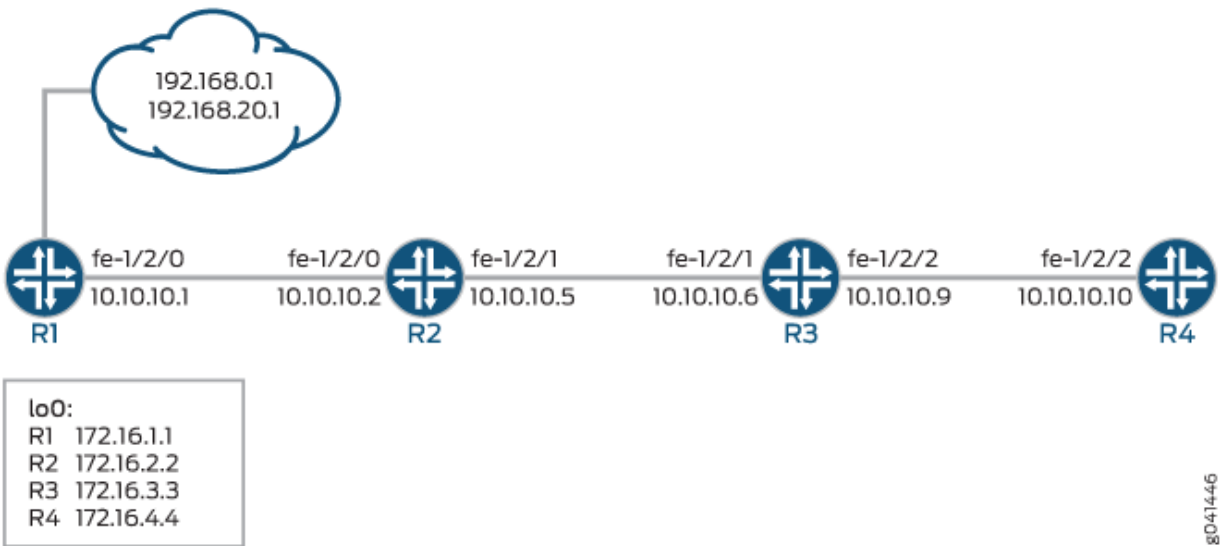 192.168.0.1
192.168.20.1
fe-1/2/0 fe-1/2/0 fe-1/2/1 fe-1/2/1 fe-1/2/2 fe-1/2/2
10.10.10.1 10.10.10.2 10.10.10.5 10.10.10.6 10.10.10.9 10.10.10.10
R1 R2 R3 R4
lo0:
R1 172.16.1.1
R2 172.16.2.2
R3 172.16.3.3
R4 172.16.4.4
g041446